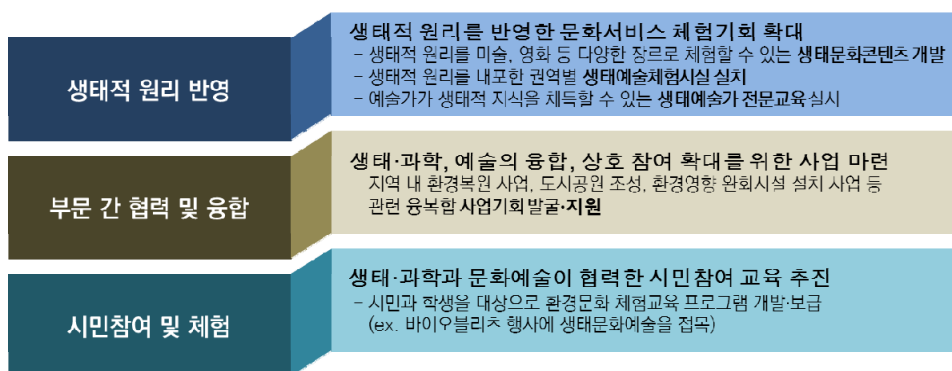 생태적 원리 반영
생태적 원리를 반영한 문화서비스 체험기회 확대
– 생태적 원리를 미술, 영화 등 다양한 장르로 체험할 수 있는 생태문화콘텐츠 개발
– 생태적 원리를 내포한 권역별 생태예술체험시설 설치
– 예술가가 생태적 지식을 체득할 수 있는 생태예술가 전문교육 실시
부문 간 협력 및 융합
생태·과학, 예술의 융합, 상호 참여 확대를 위한 사업 마련
지역 내 환경복원 사업, 도시공원 조성, 환경영향 완화시설 설치 사업 등
관련 융복합 사업기회 발굴·지원
시민참여 및 체험
생태·과학과 문화예술이 협력한 시민참여 교육 추진
– 시민과 학생을 대상으로 환경문화 체험교육 프로그램 개발·보급
(ex. 바이오블리츠 행사에 생태문화예술을 접목)